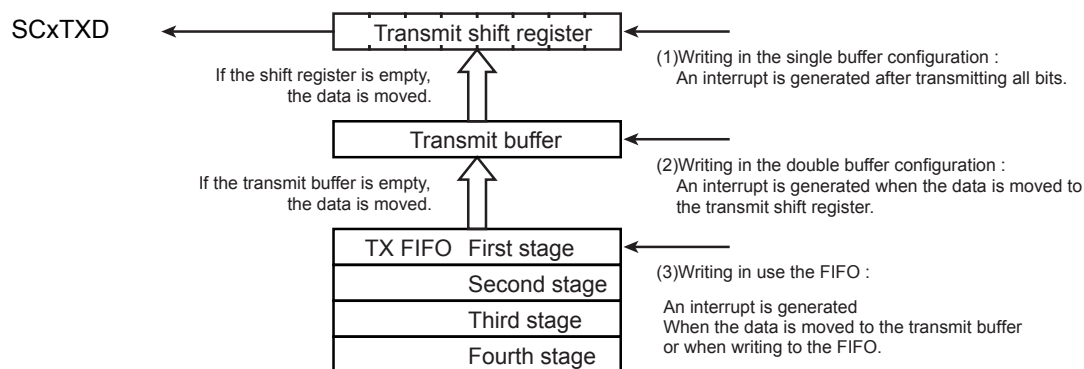 SCxTXD
Transmit shift register
(1)Writing in the single buffer configuration :
An interrupt is generated after transmitting all bits.
If the shift register is empty,
the data is moved.
Transmit buffer
(2)Writing in the double buffer configuration :
An interrupt is generated when the data is moved to
the transmit shift register.
If the transmit buffer is empty,
the data is moved.
TX FIFO First stage
Second stage
Third stage
Fourth stage
(3)Writing in use the FIFO :
An interrupt is generated
When the data is moved to the transmit buffer
or when writing to the FIFO.